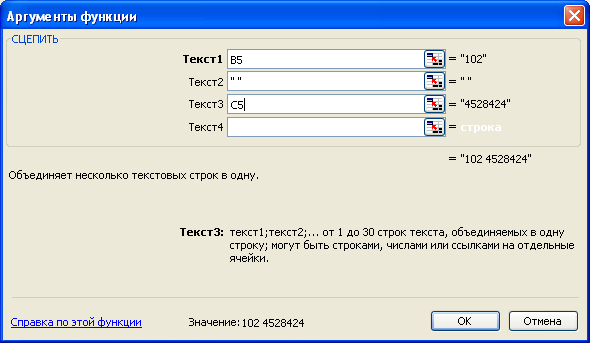 Аргументы функции
СЦЕПИТЬ
Текст1 B5 = "102"
Текст2 " " = " "
Текст3 C5 = "4528424"
Текст4 = строка
= "102 4528424"
Объединяет несколько текстовых строк в одну.
Текст3: текст1;текст2;... от 1 до 30 строк текста, объединяемых в одну
строку; могут быть строками, числами или ссылками на отдельные
ячейки.
Справка по этой функции Значение: 102 4528424 OK Отмена